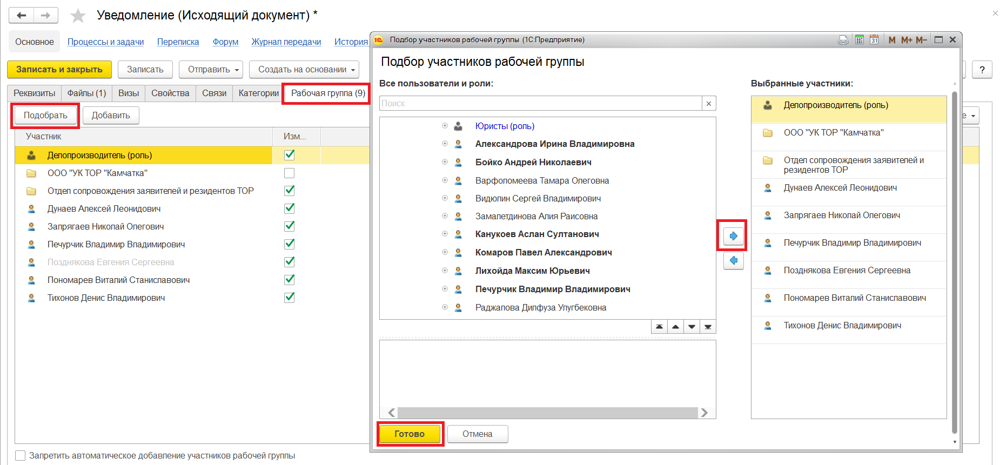 Уведомление (Исходящий документ) *
Основное Процессы и задачи Переписка Форум Журнал передачи История
Записать и закрыть Записать Отправить Создать на основании ?
Реквизиты Файлы (1) Визы Свойства Связи Категории Рабочая группа (9)
Подобрать Добавить
Участник Изм...
Делопроизводитель (роль)
ООО "УК ТОР "Камчатка"
Отдел сопровождения заявителей и резидентов ТОР
Дунаев Алексей Леонидович
Запрягаев Николай Олегович
Печурчик Владимир Владимирович
Позднякова Евгения Сергеевна
Пономарев Виталий Станиславович
Тихонов Денис Владимирович
Запретить автоматическое добавление участников рабочей группы
1С Подбор участников рабочей группы (1С:Предприятие) 31 M M+ M-
Подбор участников рабочей группы
Все пользователи и роли:
Поиск
Юристы (роль)
Александрова Ирина Владимировна
Бойко Андрей Николаевич
Варфоломеева Тамара Олеговна
Видюлин Сергей Владимирович
Замалетдинова Алия Раисовна
Канукоев Аслан Султанович
Комаров Павел Александрович
Лихойда Максим Юрьевич
Печурчик Владимир Владимирович
Раджапова Дилфуза Улугбековна
Готово Отмена
Выбранные участники:
Делопроизводитель (роль)
ООО "УК ТОР "Камчатка"
Отдел сопровождения заявителей и
резидентов ТОР
Дунаев Алексей Леонидович
Запрягаев Николай Олегович
Печурчик Владимир Владимирович
Позднякова Евгения Сергеевна
Пономарев Виталий Станиславович
Тихонов Денис Владимирович